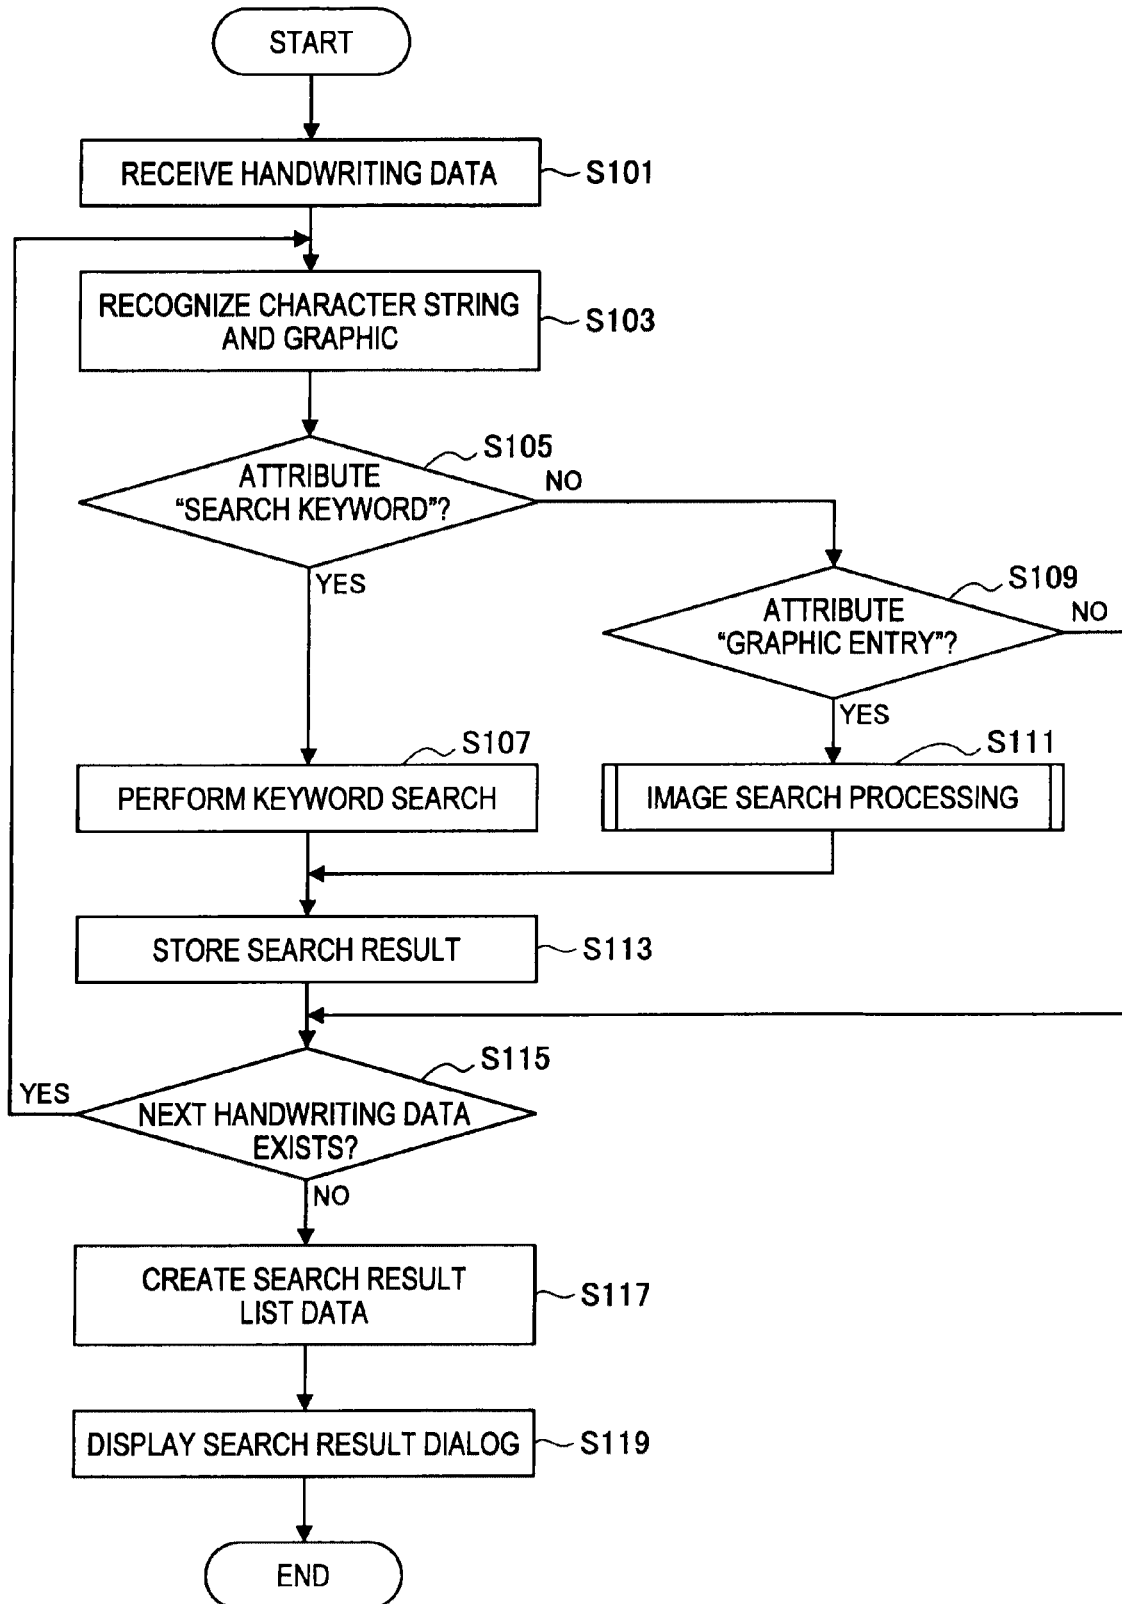 START
RECEIVE HANDWRITING DATA
S101
RECOGNIZE CHARACTER STRING
AND GRAPHIC
S103
S105
ATTRIBUTE
“SEARCH KEYWORD”?
NO
YES
S109
ATTRIBUTE
“GRAPHIC ENTRY”?
NO
YES
S107
PERFORM KEYWORD SEARCH
S111
IMAGE SEARCH PROCESSING
STORE SEARCH RESULT
S113
S115
YES
NEXT HANDWRITING DATA
EXISTS?
NO
CREATE SEARCH RESULT
LIST DATA
S117
DISPLAY SEARCH RESULT DIALOG
S119
END